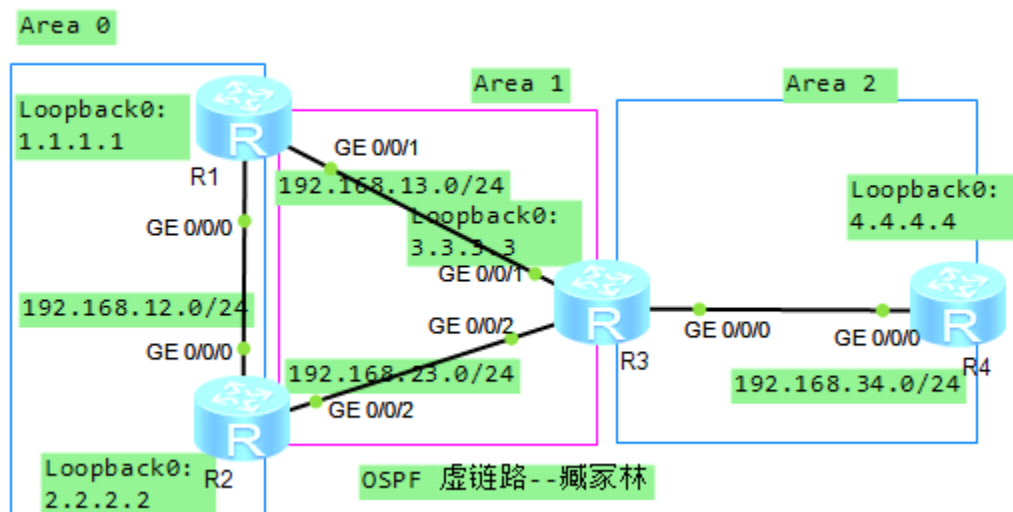 Area 0
Area 1
Area 2
Loopback0:
1.1.1.1
R
R1
GE 0/0/1
192.168.13.0/24
Loopback0:
3.3.3.3
GE 0/0/1
Loopback0:
4.4.4.4
GE 0/0/0
192.168.12.0/24
GE 0/0/0
GE 0/0/2
R
R3
GE 0/0/0
GE 0/0/0
R
R4
192.168.23.0/24
GE 0/0/2
192.168.34.0/24
R
R2
Loopback0:
2.2.2.2
OSPF 虚链路--臧家林